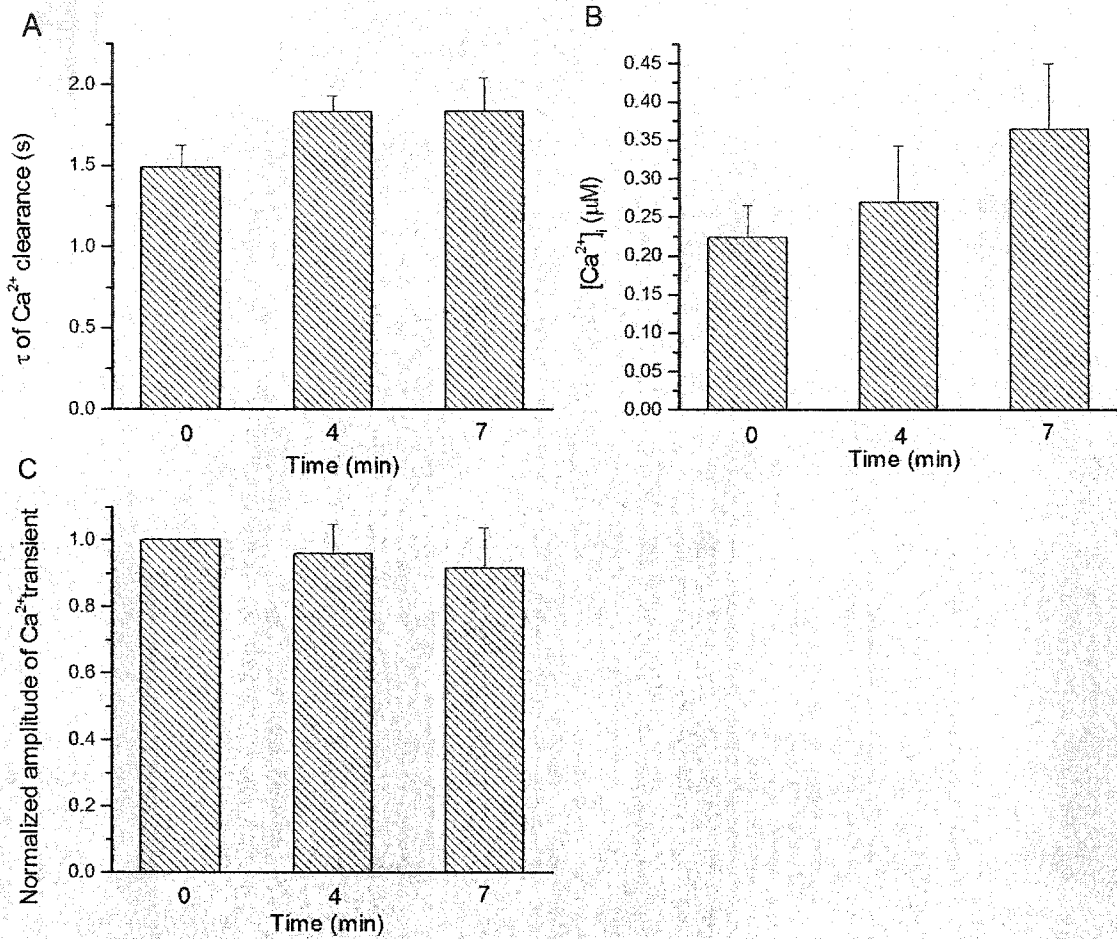 A
τ of Ca²⁺ clearance (s)
2.0
1.5
1.0
0.5
0.0
0 4 7
Time (min)
B
[Ca²⁺]ᵢ (μM)
0.45
0.40
0.35
0.30
0.25
0.20
0.15
0.10
0.05
0.00
0 4 7
Time (min)
C
Normalized amplitude of Ca²⁺ transient
1.0
0.8
0.6
0.4
0.2
0.0
0 4 7
Time (min)